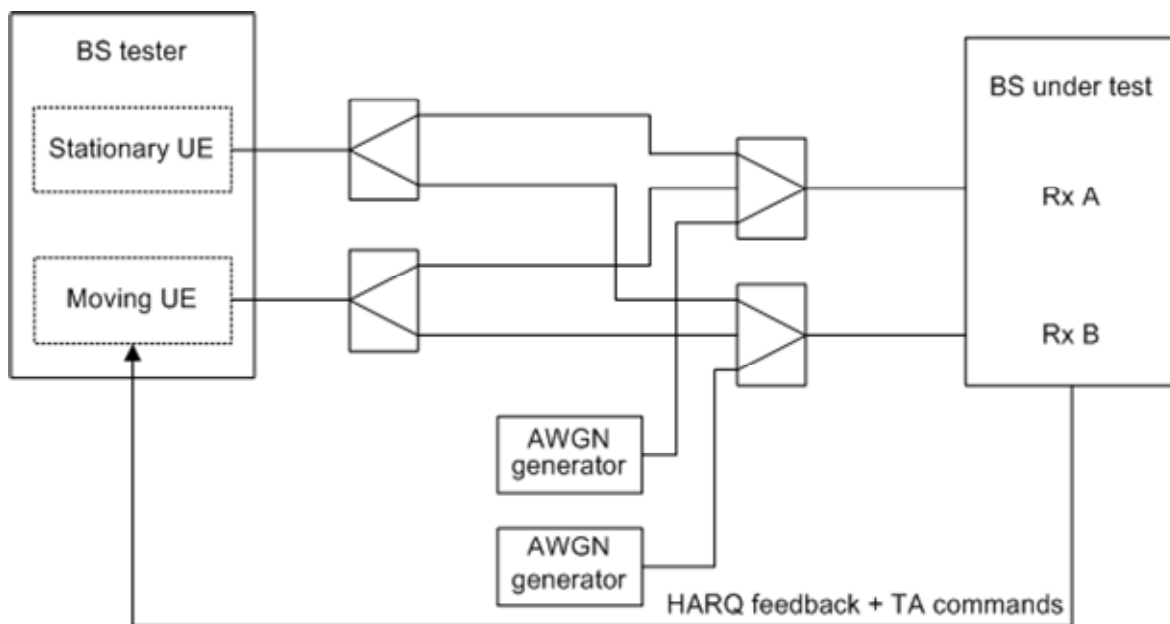 BS tester
Stationary UE
Moving UE
BS under test
Rx A
Rx B
AWGN
generator
AWGN
generator
HARQ feedback + TA commands